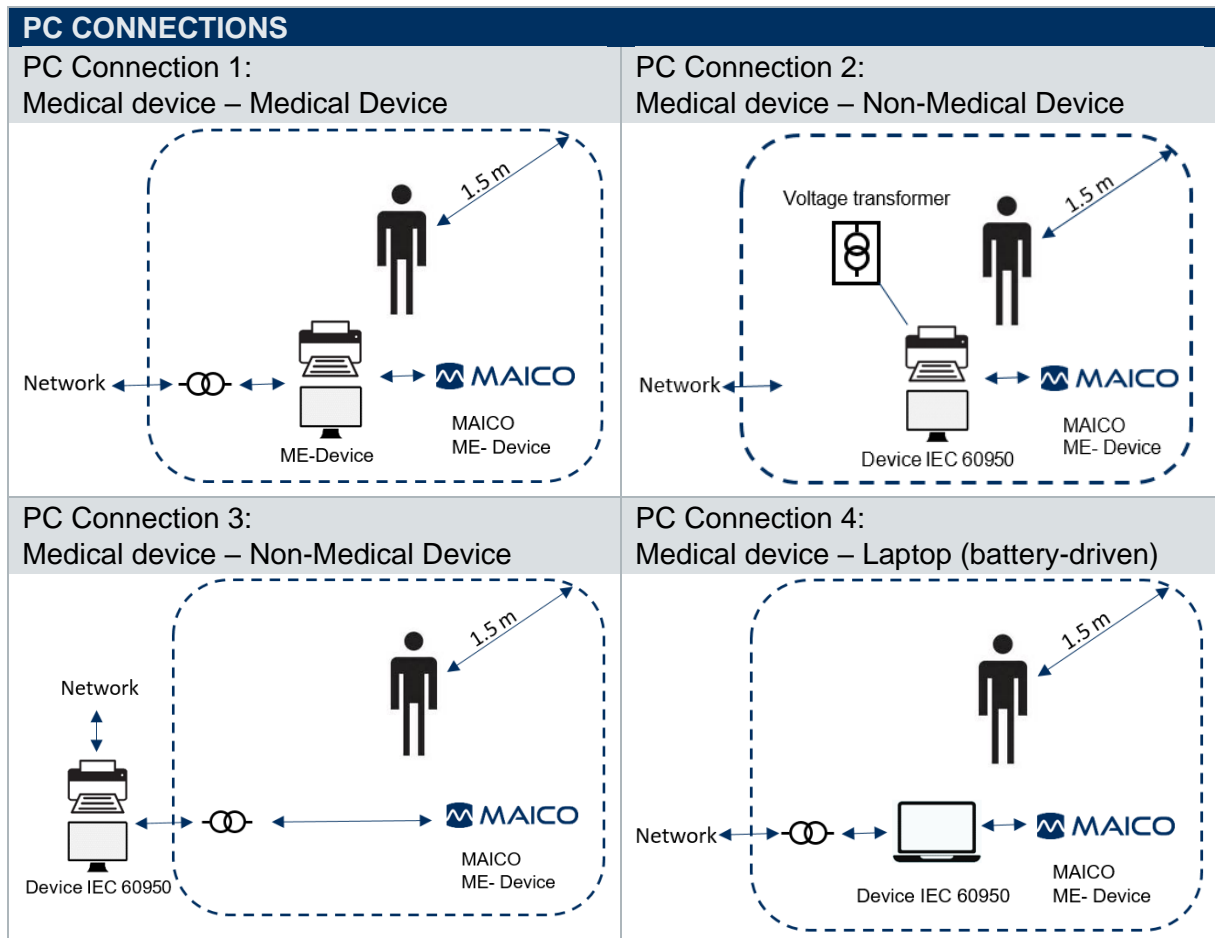 PC CONNECTIONS
PC Connection 1:
Medical device – Medical Device
1.5 m
Network
MAICO
MAICO
ME- Device
ME-Device
PC Connection 2:
Medical device – Non-Medical Device
1.5 m
Voltage transformer
Network
MAICO
MAICO
ME- Device
Device IEC 60950
PC Connection 3:
Medical device – Non-Medical Device
1.5 m
Network
MAICO
MAICO
ME- Device
Device IEC 60950
PC Connection 4:
Medical device – Laptop (battery-driven)
1.5 m
Network
MAICO
MAICO
ME- Device
Device IEC 60950